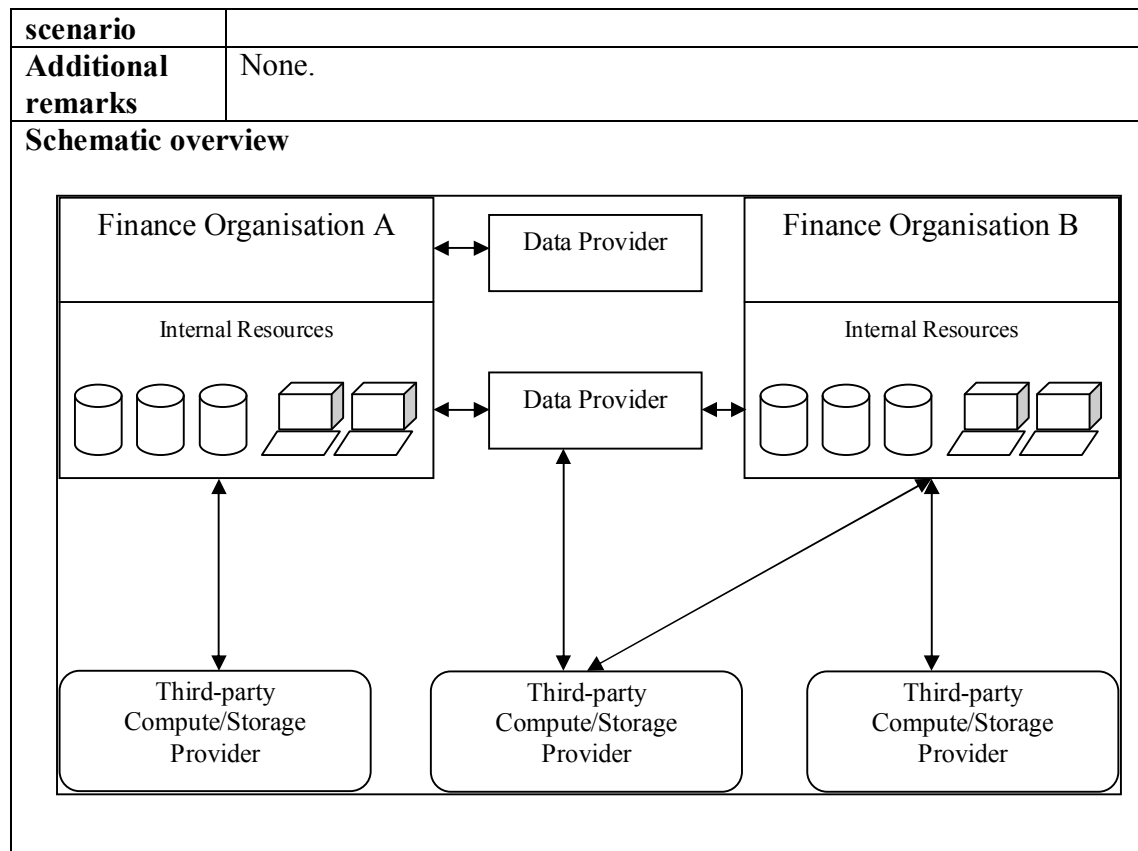 scenario
Additional None.
remarks
Schematic overview
Finance Organisation A
Data Provider
Finance Organisation B
Internal Resources
Internal Resources
Data Provider
Third-party
Compute/Storage
Provider
Third-party
Compute/Storage
Provider
Third-party
Compute/Storage
Provider